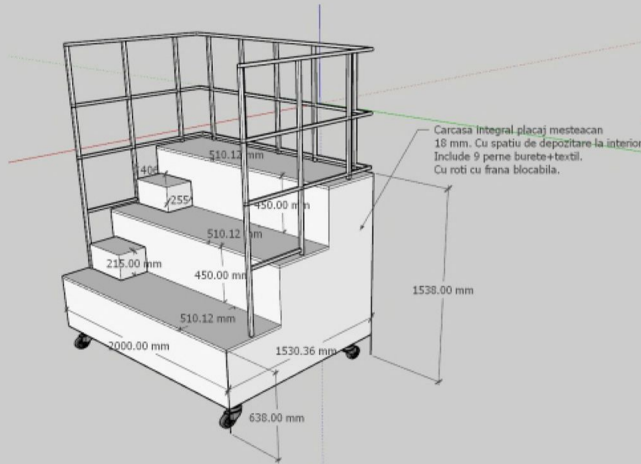 Carcasa integral placaj mesteacan
18 mm. Cu spatiu de depozitare la interior
Include 9 perne burete+textil.
Cu roti cu frana blocabila.
510.12 mm
406
255
450.00 mm
510.12 mm
215.00 mm
450.00 mm
510.12 mm
1538.00 mm
2000.00 mm
1530.36 mm
638.00 mm